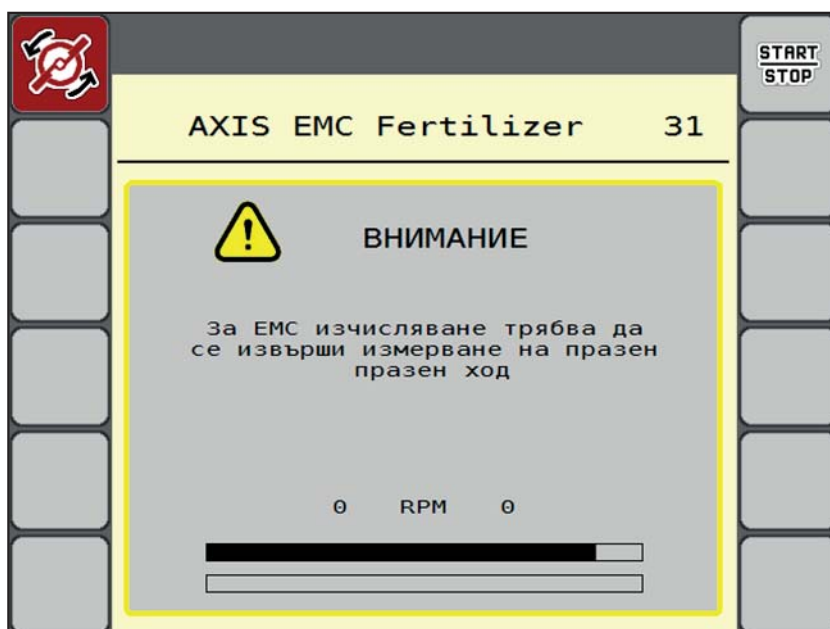 START
STOP
AXIS EMC Fertilizer 31
ВНИМАНИЕ
За EMC изчисляване трябва да
се извърши измерване на празен
празен ход
0 RPM 0